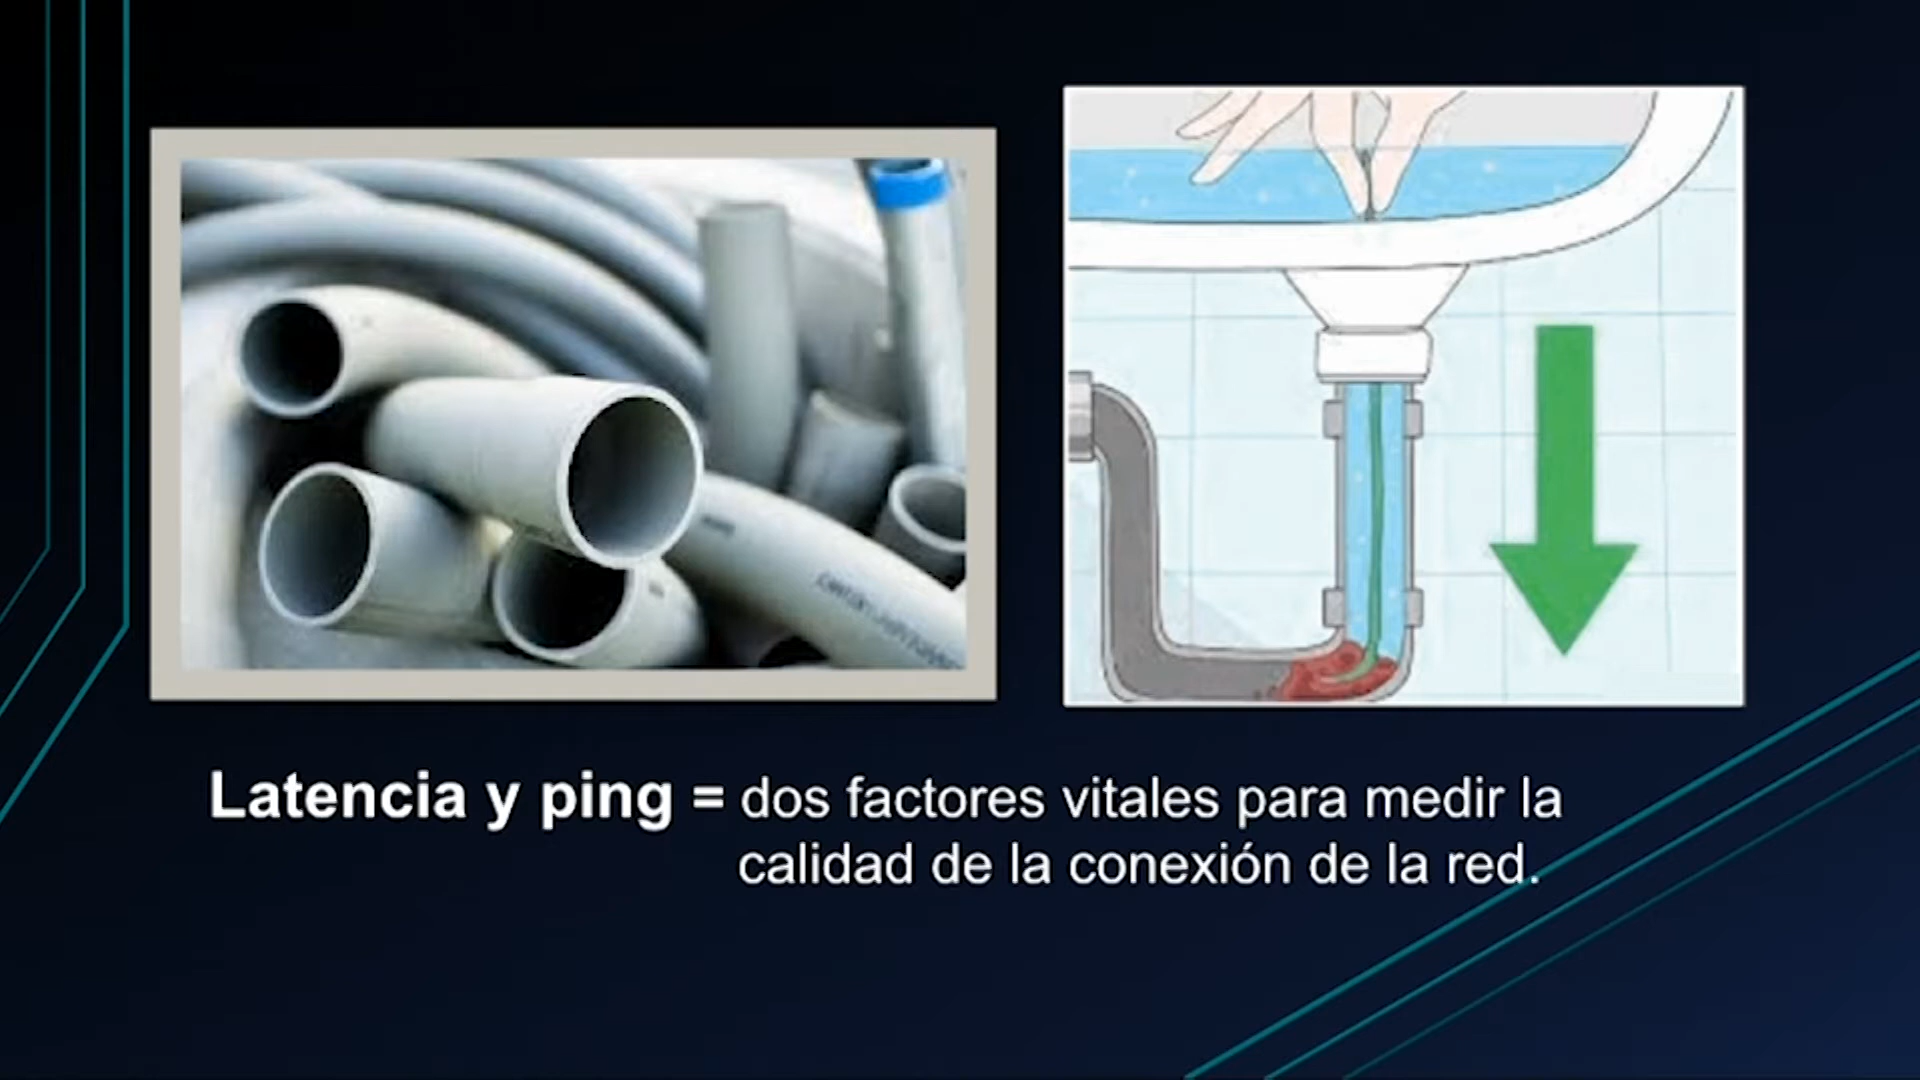 Latencia y ping = dos factores vitales para medir la
calidad de la conexión de la red.